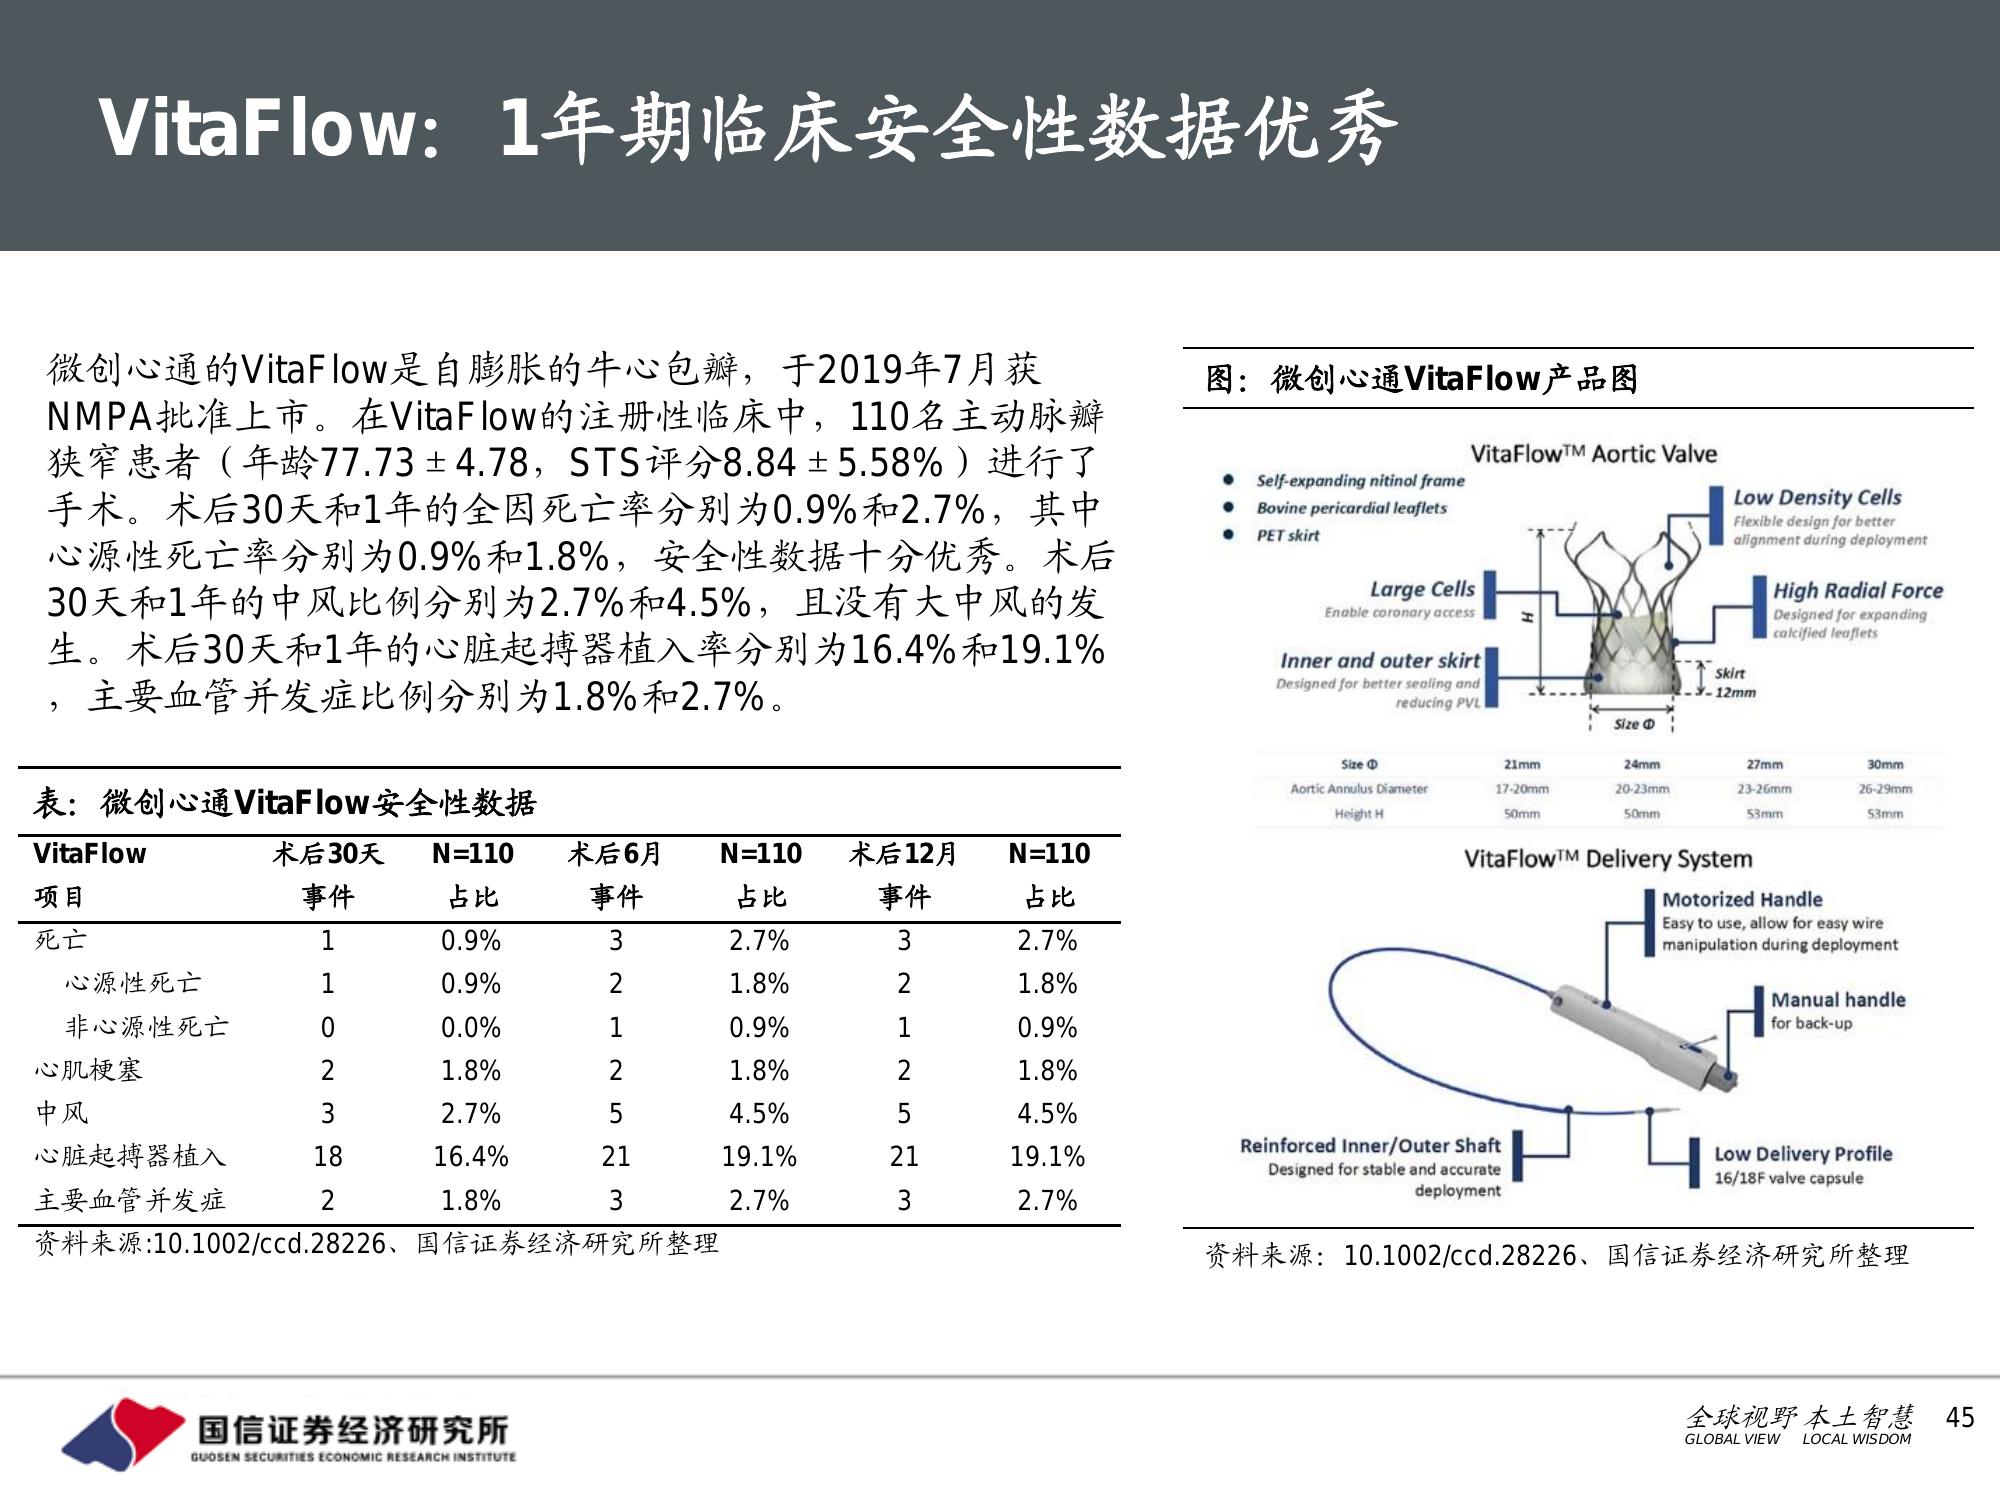 VitaFlow：1年期临床安全性数据优秀
微创心通的VitaFlow是自膨胀的牛心包瓣，于2019年7月获
NMPA批准上市。在VitaFlow的注册性临床中，110名主动脉瓣
狭窄患者（年龄77.73±4.78，STS评分8.84±5.58%）进行了
手术。术后30天和1年的全因死亡率分别为0.9%和2.7%，其中
心源性死亡率分别为0.9%和1.8%，安全性数据十分优秀。术后
30天和1年的中风比例分别为2.7%和4.5%，且没有大中风的发
生。术后30天和1年的心脏起搏器植入率分别为16.4%和19.1%
，主要血管并发症比例分别为1.8%和2.7%。
表：微创心通VitaFlow安全性数据
VitaFlow 术后30天 N=110 术后6月 N=110 术后12月 N=110
项目 事件 占比 事件 占比 事件 占比
死亡 1 0.9% 3 2.7% 3 2.7%
心源性死亡 1 0.9% 2 1.8% 2 1.8%
非心源性死亡 0 0.0% 1 0.9% 1 0.9%
心肌梗塞 2 1.8% 2 1.8% 2 1.8%
中风 3 2.7% 5 4.5% 5 4.5%
心脏起搏器植入 18 16.4% 21 19.1% 21 19.1%
主要血管并发症 2 1.8% 3 2.7% 3 2.7%
资料来源:10.1002/ccd.28226、国信证券经济研究所整理
图：微创心通VitaFlow产品图
VitaFlow™ Aortic Valve
● Self-expanding nitinol frame
● Bovine pericardial leaflets
● PET skirt
Low Density Cells
Flexible design for better
alignment during deployment
Large Cells
Enable coronary access
High Radial Force
Designed for expanding
calcified leaflets
Inner and outer skirt
Designed for better sealing and
reducing PVL
H
Skirt
12mm
Size Φ
Size Φ 21mm 24mm 27mm 30mm
Aortic Annulus Diameter 17-20mm 20-23mm 23-26mm 26-29mm
Height H 50mm 50mm 53mm 53mm
VitaFlow™ Delivery System
Motorized Handle
Easy to use, allow for easy wire
manipulation during deployment
Manual handle
for back-up
Reinforced Inner/Outer Shaft
Designed for stable and accurate
deployment
Low Delivery Profile
16/18F valve capsule
资料来源：10.1002/ccd.28226、国信证券经济研究所整理
国信证券经济研究所
GUOSEN SECURITIES ECONOMIC RESEARCH INSTITUTE
全球视野 本土智慧
GLOBAL VIEW LOCAL WISDOM
45